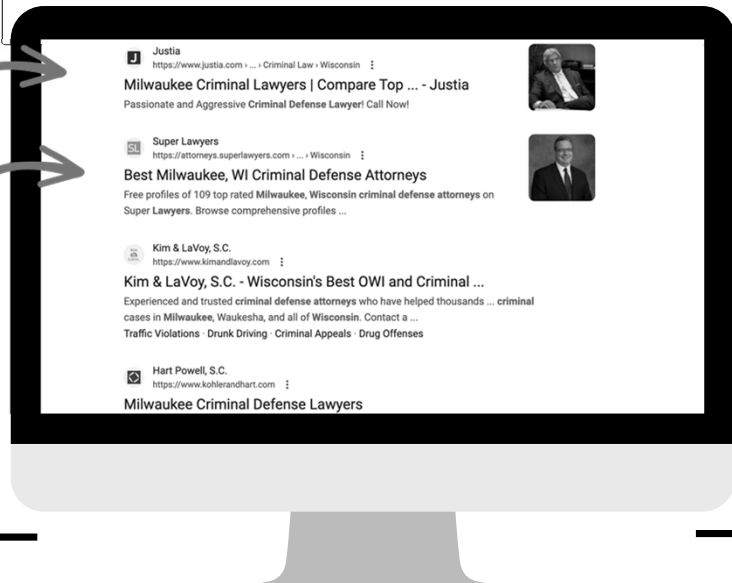 Justia
https://www.justia.com › ... › Criminal Law › Wisconsin
Milwaukee Criminal Lawyers | Compare Top ... - Justia
Passionate and Aggressive Criminal Defense Lawyer! Call Now!
SL
Super Lawyers
https://attorneys.superlawyers.com › ... › Wisconsin
Best Milwaukee, WI Criminal Defense Attorneys
Free profiles of 109 top rated Milwaukee, Wisconsin criminal defense attorneys on
Super Lawyers. Browse comprehensive profiles ...
Kim & LaVoy, S.C.
https://www.kimandlavoy.com
Kim & LaVoy, S.C. - Wisconsin's Best OWI and Criminal ...
Experienced and trusted criminal defense attorneys who have helped thousands ... criminal
cases in Milwaukee, Waukesha, and all of Wisconsin. Contact a ...
Traffic Violations · Drunk Driving · Criminal Appeals · Drug Offenses
Hart Powell, S.C.
https://www.kohlerandhart.com
Milwaukee Criminal Defense Lawyers